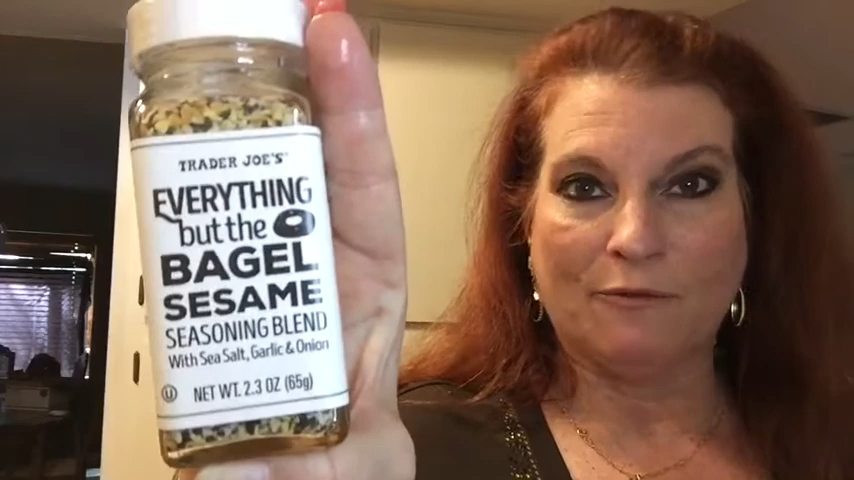 TRADER JOE'S
EVERYTHING
but the
BAGEL
SESAME
SEASONING BLEND
With Sea Salt, Garlic & Onion
U NET WT. 2.3 OZ (65g)